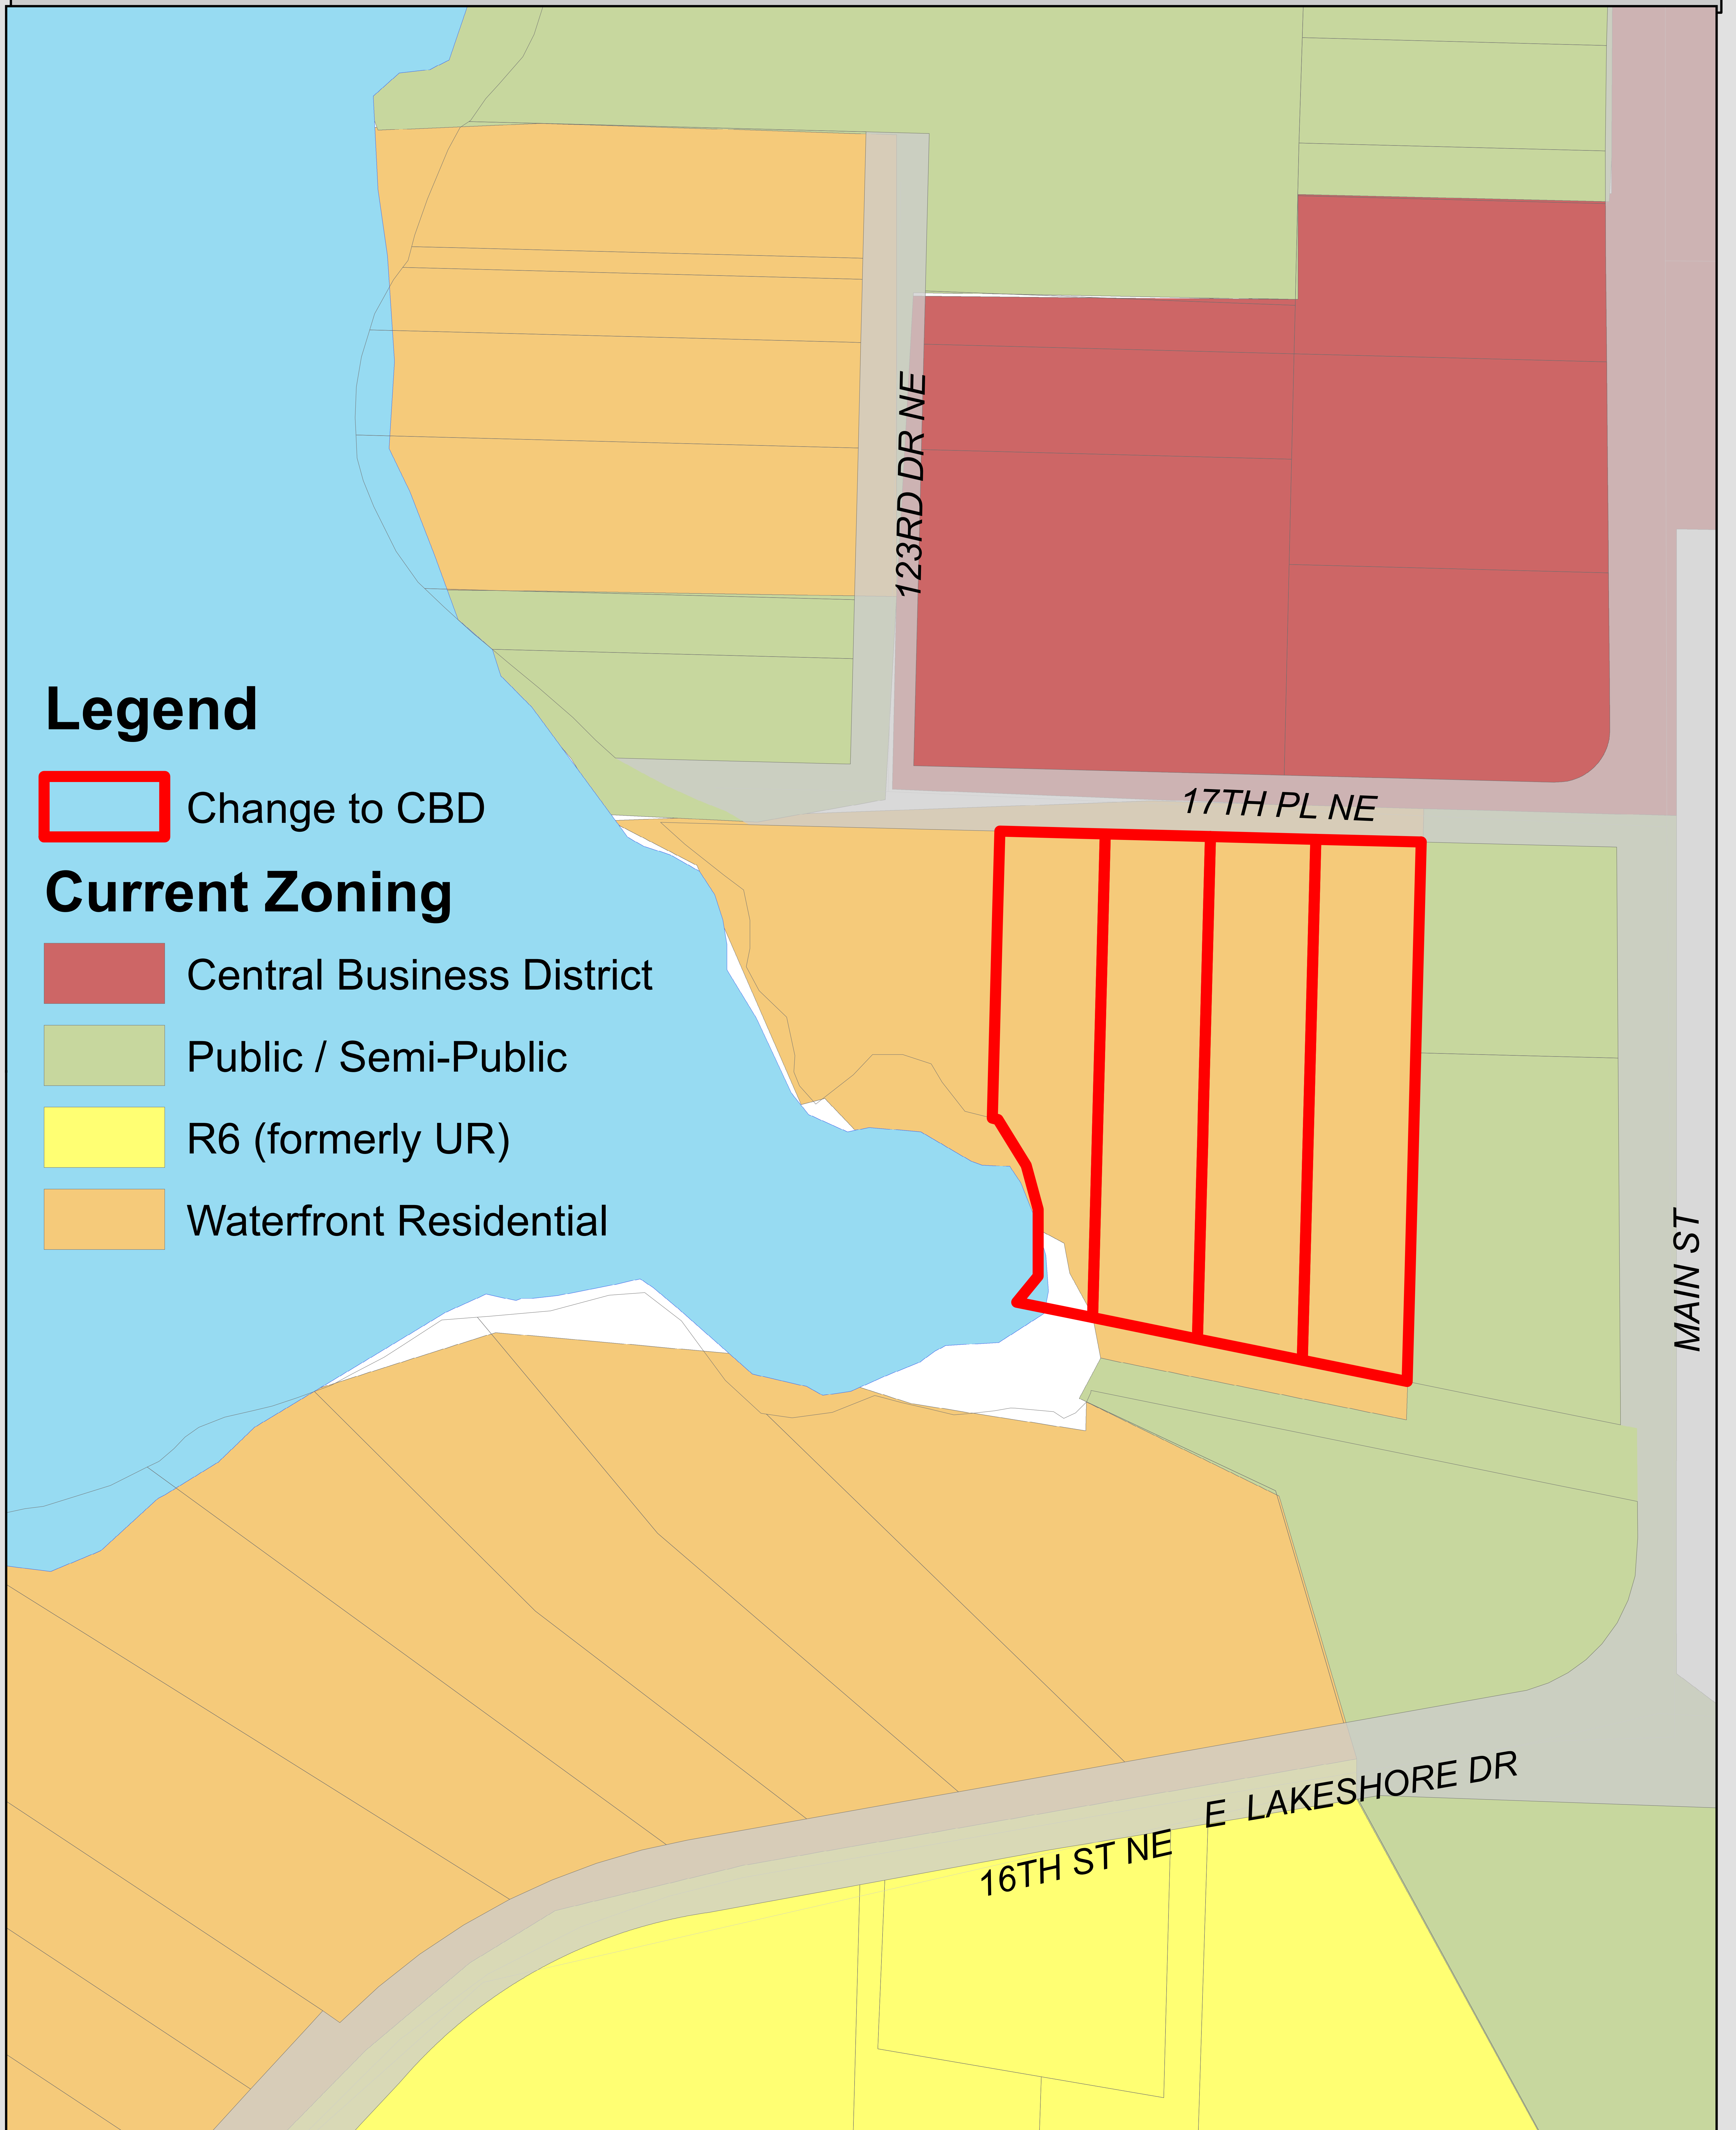 123RD DR NE
Legend
Change to CBD
17TH PL NE
Current Zoning
Central Business District
Public / Semi-Public
R6 (formerly UR)
Waterfront Residential
MAIN ST
E LAKESHORE DR
16TH ST NE